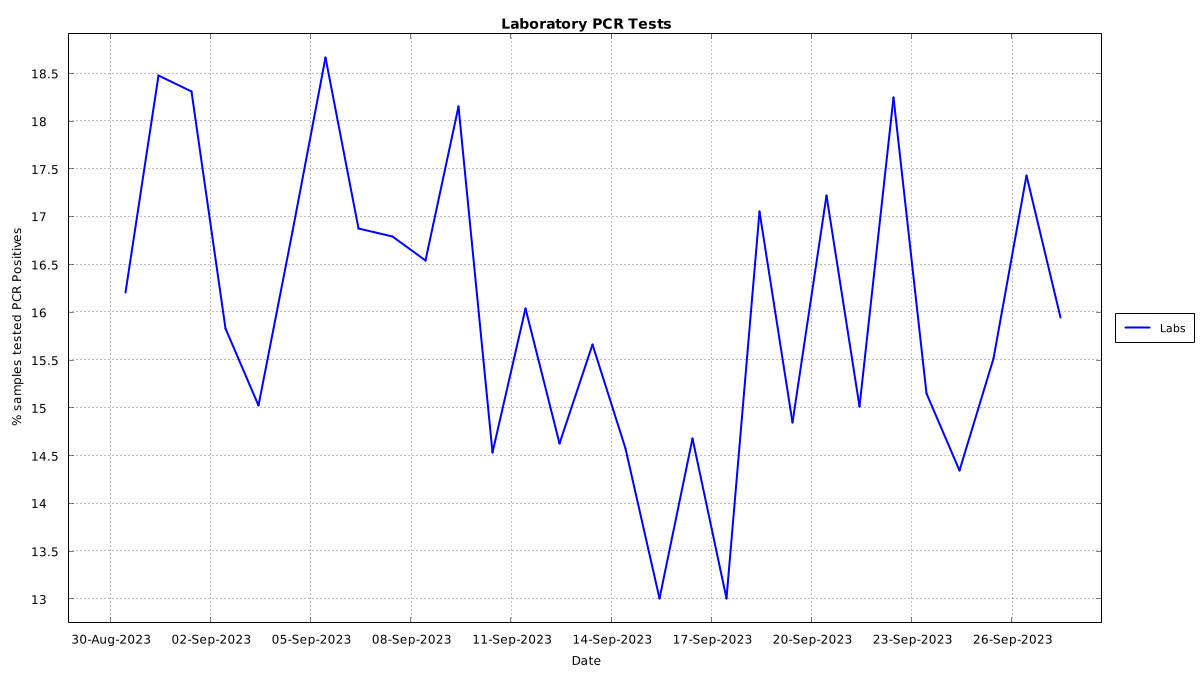 Laboratory PCR Tests
18.5
18
17.5
17
16.5
16
15.5
15
14.5
14
13.5
13
% samples tested PCR Positives
30-Aug-2023 02-Sep-2023 05-Sep-2023 08-Sep-2023 11-Sep-2023 14-Sep-2023 17-Sep-2023 20-Sep-2023 23-Sep-2023 26-Sep-2023
Date
Labs